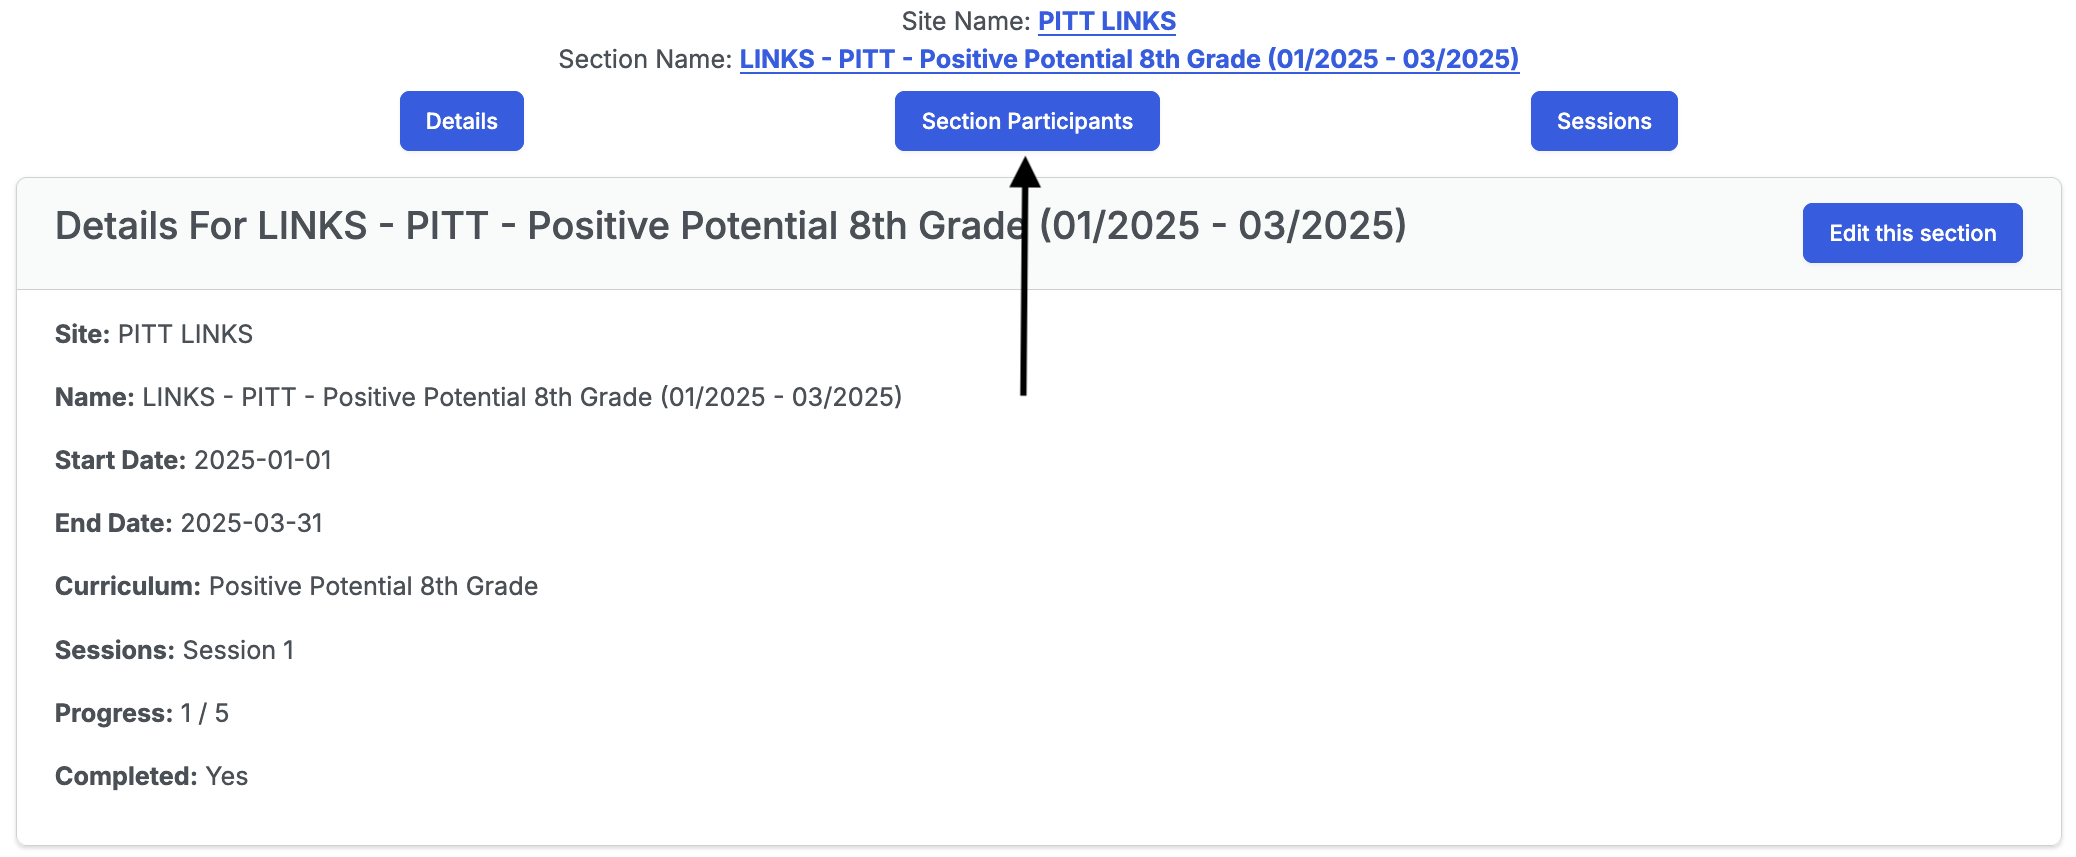 Site Name: PITT LINKS
Section Name: LINKS - PITT - Positive Potential 8th Grade (01/2025 - 03/2025)
Details
Section Participants
Sessions
Details For LINKS - PITT - Positive Potential 8th Grade (01/2025 - 03/2025)
Edit this section
Site: PITT LINKS
Name: LINKS - PITT - Positive Potential 8th Grade (01/2025 - 03/2025)
Start Date: 2025-01-01
End Date: 2025-03-31
Curriculum: Positive Potential 8th Grade
Sessions: Session 1
Progress: 1 / 5
Completed: Yes